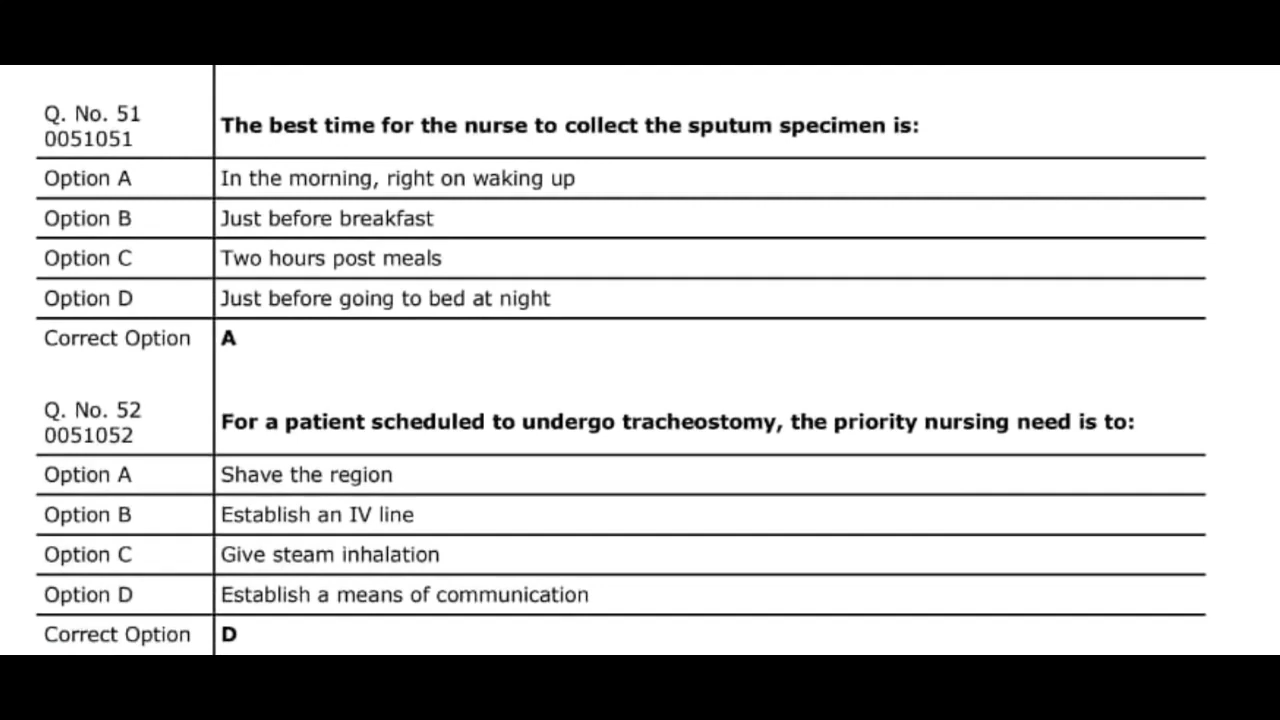 Q. No. 51
0051051
The best time for the nurse to collect the sputum specimen is:
Option A In the morning, right on waking up
Option B Just before breakfast
Option C Two hours post meals
Option D Just before going to bed at night
Correct Option A
Q. No. 52
0051052
For a patient scheduled to undergo tracheostomy, the priority nursing need is to:
Option A Shave the region
Option B Establish an IV line
Option C Give steam inhalation
Option D Establish a means of communication
Correct Option D